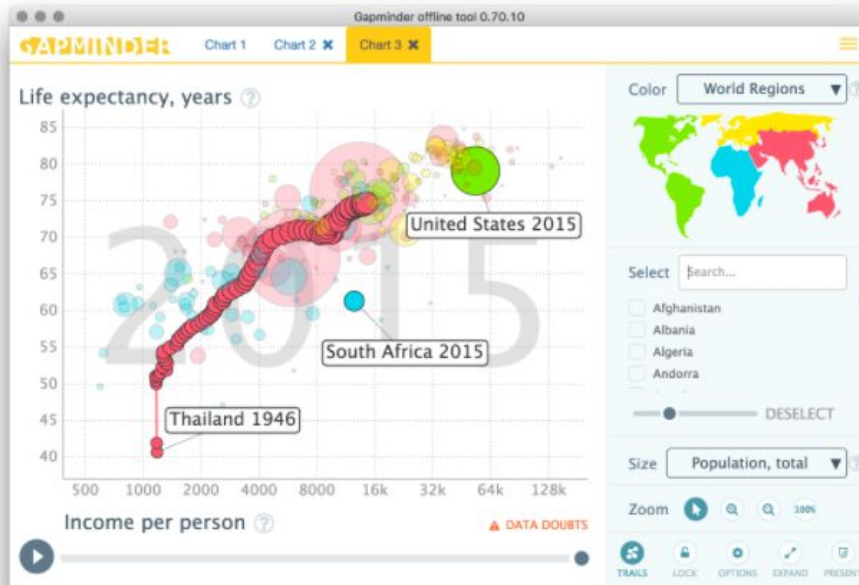 Gapminder offline tool 0.70.10
GAPMINDER
Chart 1
Chart 2 ✖
Chart 3 ✖
Life expectancy, years ?
85
80
75
70
65
60
55
50
45
40
2015
United States 2015
South Africa 2015
Thailand 1946
500 1000 2000 4000 8000 16k 32k 64k 128k
Income per person ?
DATA DOUBTS
Color World Regions ▼ ?
Select Search...
Afghanistan
Albania
Algeria
Andorra
DESELECT
Size Population, total ▼ ?
Zoom 100%
TRAILS LOCK OPTIONS EXPAND PRESENT